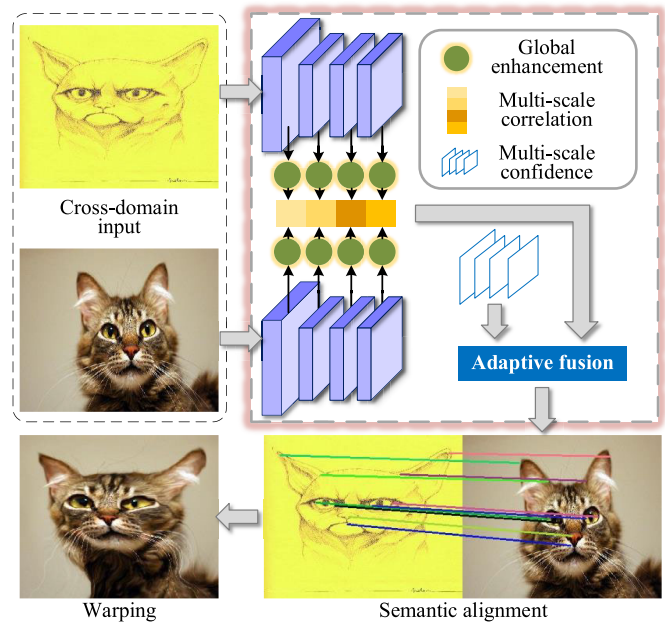 Cross-domain
input
Global
enhancement
Multi-scale
correlation
Multi-scale
confidence
Adaptive fusion
Warping
Semantic alignment